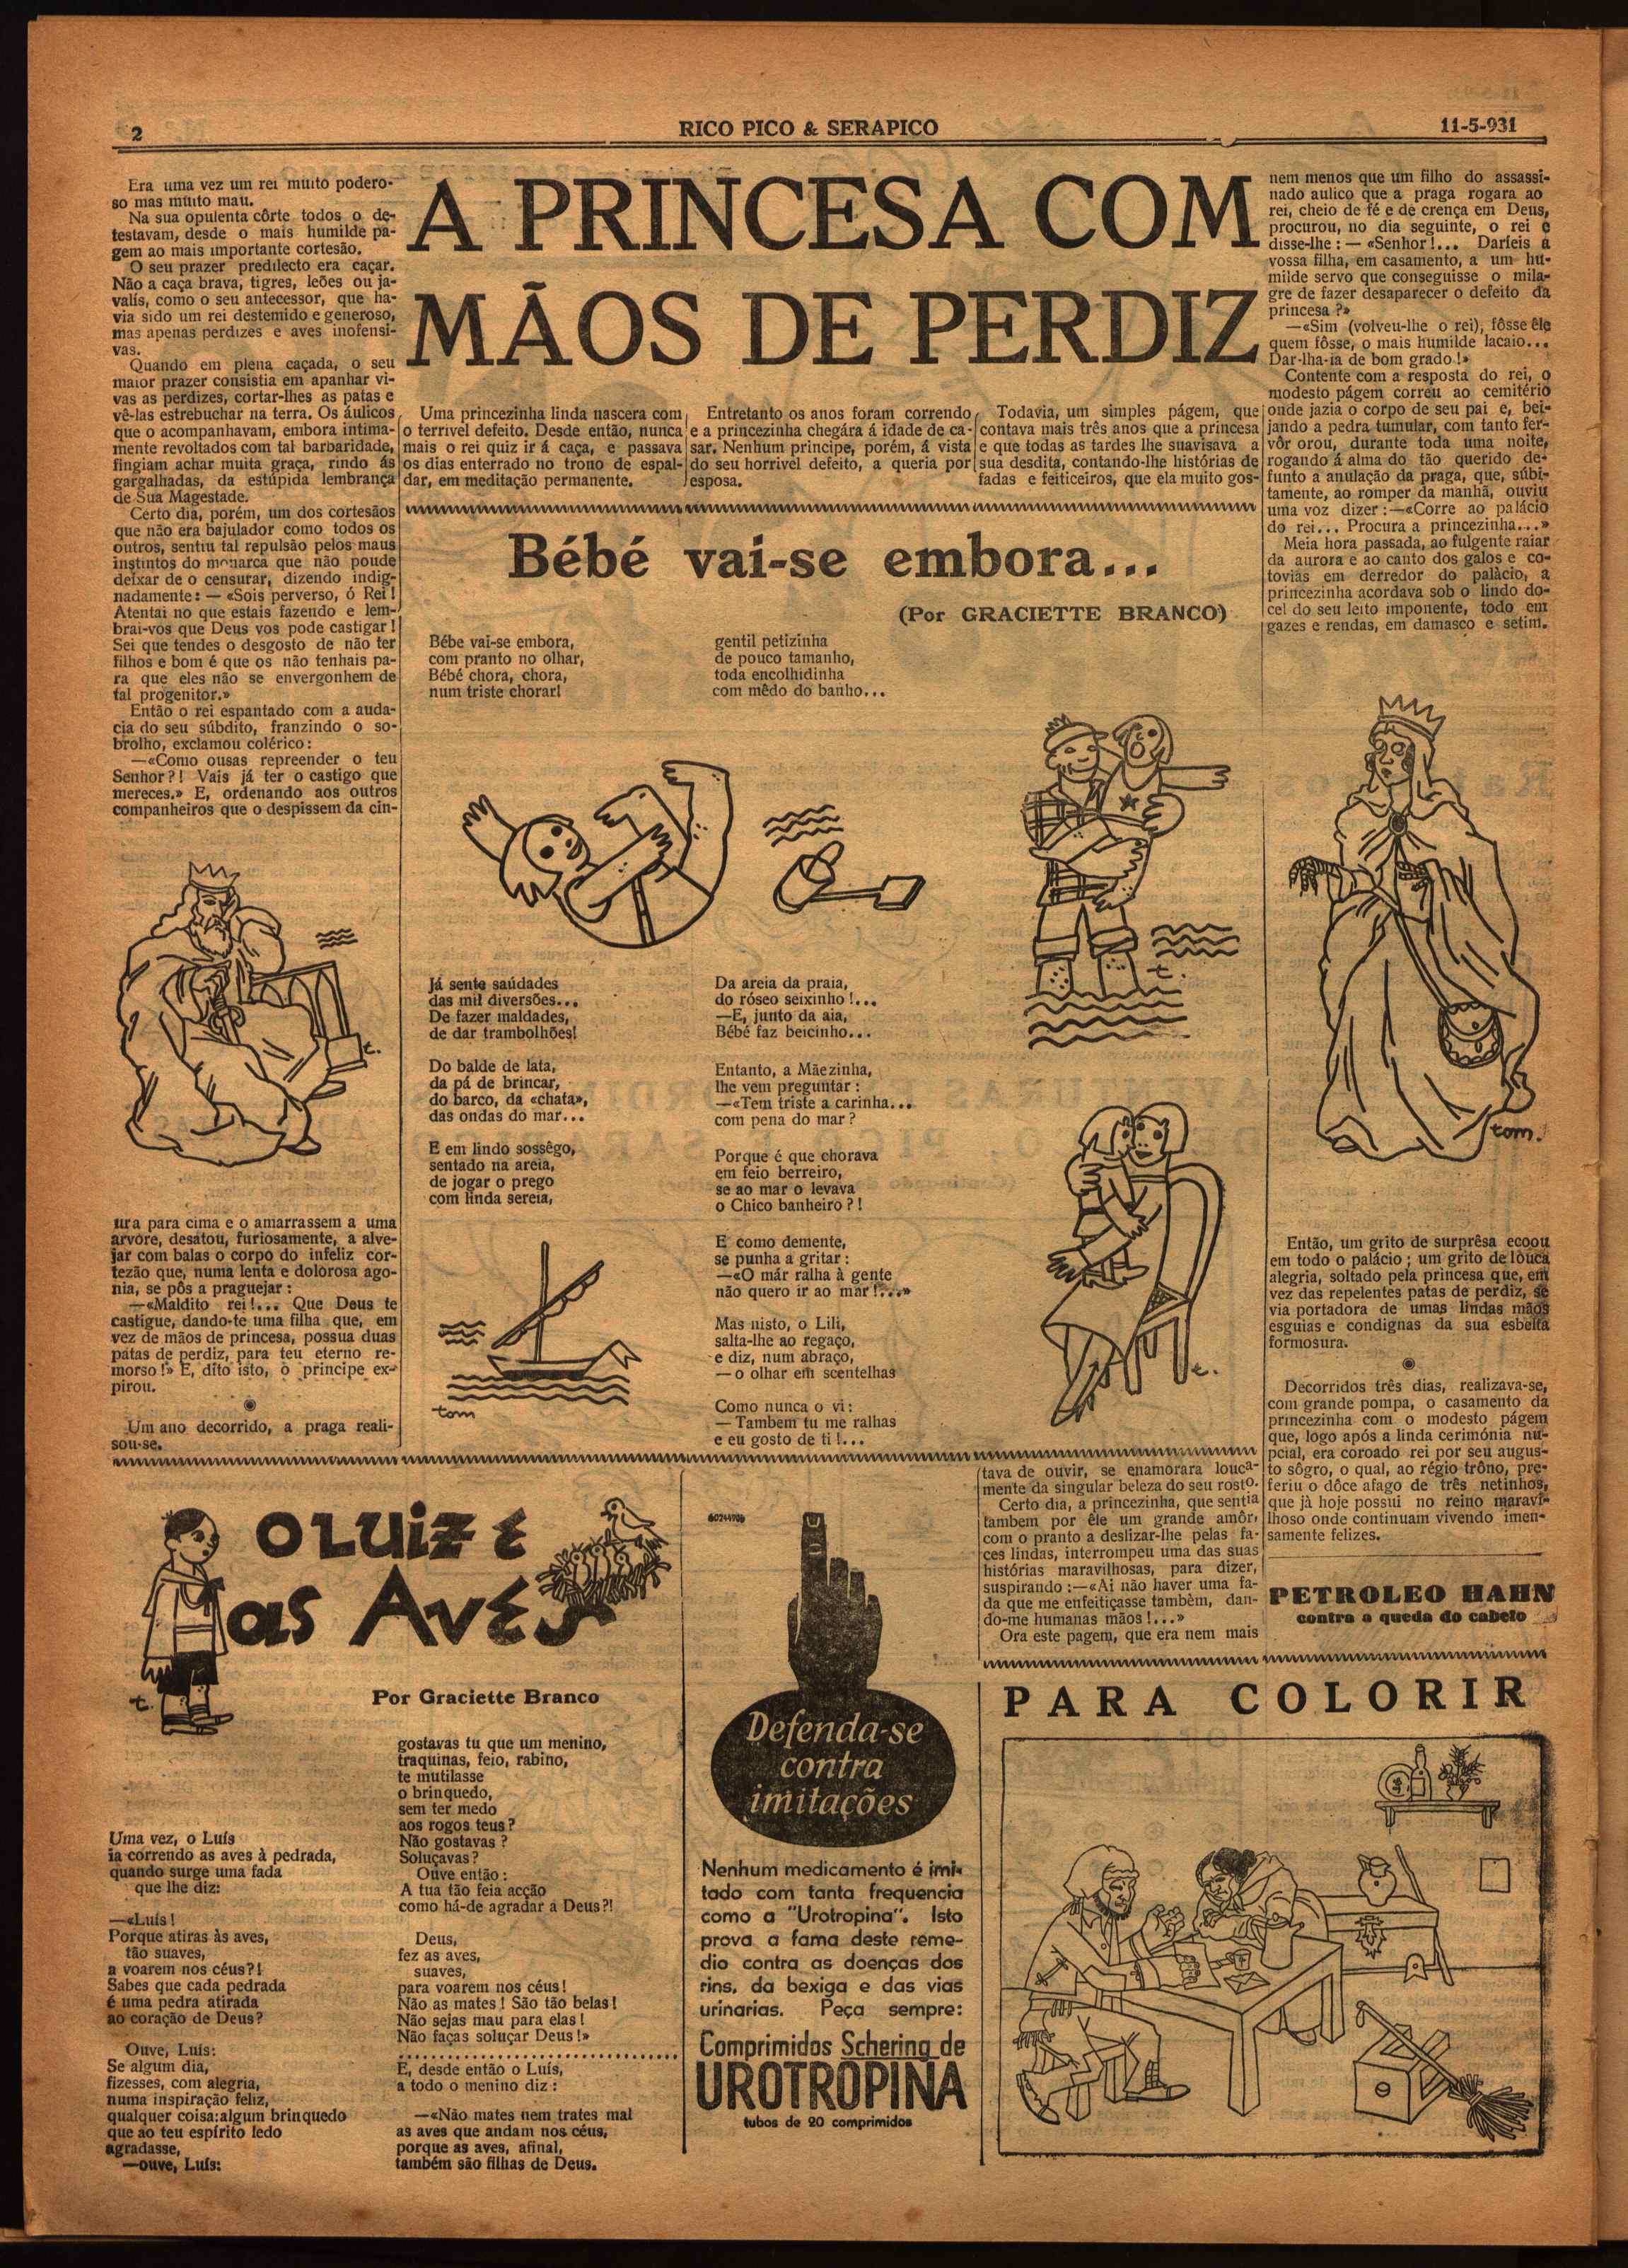 2
RICO PICO & SERAPICO
11-5-931
A PRINCESA COM
MÃOS DE PERDIZ
Era uma vez um rei muito podero-
so mas muito mau.
Na sua opulenta côrte todos o de-
testavam, desde o mais humilde pa-
gem ao mais importante cortesão.
O seu prazer predilecto era caçar.
Não a caça brava, tigres, leões ou ja-
valís, como o seu antecessor, que ha-
via sido um rei destemido e generoso,
mas apenas perdizes e aves inofensi-
vas.
Quando em plena caçada, o seu
maior prazer consistia em apanhar vi-
vas as perdizes, cortar-lhes as patas e
vê-las estrebuchar na terra. Os áulicos
que o acompanhavam, embora intima-
mente revoltados com tal barbaridade,
fingiam achar muita graça, rindo ás
gargalhadas, da estúpida lembrança
de Sua Magestade.
Certo dia, porém, um dos cortesãos
que não era bajulador como todos os
outros, sentiu tal repulsão pelos maus
instintos do monarca que não poude
deixar de o censurar, dizendo indig-
nadamente: — «Sois perverso, ó Rei!
Atentai no que estais fazendo e lem-
brai-vos que Deus vos pode castigar!
Sei que tendes o desgosto de não ter
filhos e bom é que os não tenhais pa-
ra que eles não se envergonhem de
tal progenitor.»
Então o rei espantado com a auda-
cia do seu súbdito, franzindo o so-
brolho, exclamou colérico:
—«Como ousas repreender o teu
Senhor?! Vais já ter o castigo que
mereces.» E, ordenando aos outros
companheiros que o despissem da cin-
t.
tura para cima e o amarrassem a uma
arvore, desatou, furiosamente, a alve-
jar com balas o corpo do infeliz cor-
tezão que, numa lenta e dolorosa ago-
nia, se pôs a praguejar:
—«Maldito rei!... Que Deus te
castigue, dando-te uma filha que, em
vez de mãos de princesa, possua duas
patas de perdiz, para teu eterno re-
morso!» E, dito isto, o principe ex-
pirou.
Um ano decorrido, a praga reali-
sou-se.
Uma princezinha linda nascera com
o terrivel defeito. Desde então, nunca
mais o rei quiz ir á caça, e passava
os dias enterrado no trono de espal-
dar, em meditação permanente.
Entretanto os anos foram correndo
e a princezinha chegára á idade de ca-
sar. Nenhum principe, porém, á vista
do seu horrivel defeito, a queria por
esposa.
Todavia, um simples págem, que
contava mais três anos que a princesa
e que todas as tardes lhe suavisava a
sua desdita, contando-lhe histórias de
fadas e feiticeiros, que ela muito gos-
tava de ouvir, se enamorara louca-
mente da singular beleza do seu rosto.
Certo dia, a princezinha, que sentia
tambem por êle um grande amôr,
com o pranto a deslizar-lhe pelas fa-
ces lindas, interrompeu uma das suas
histórias maravilhosas, para dizer,
suspirando:—«Ai não haver uma fa-
da que me enfeitiçasse tambèm, dan-
do-me humanas mãos!...»
Ora este pagem, que era nem mais
nem menos que um filho do assassi-
nado aulico que a praga rogara ao
rei, cheio de fé e de crença em Deus,
procurou, no dia seguinte, o rei e
disse-lhe: — «Senhor!... Darieis a
vossa filha, em casamento, a um hu-
milde servo que conseguisse o mila-
gre de fazer desaparecer o defeito da
princesa?»
—«Sim (volveu-lhe o rei), fôsse êle
quem fôsse, o mais humilde lacaio...
Dar-lha-ia de bom grado!»
Contente com a resposta do rei, o
modesto págem correu ao cemitério
onde jazia o corpo de seu pai e, bei-
jando a pedra tumular, com tanto fer-
vôr orou, durante toda uma noite,
rogando á alma do tão querido de-
funto a anulação da praga, que, súbi-
tamente, ao romper da manhã, ouviu
uma voz dizer:—«Corre ao palácio
do rei... Procura a princezinha...»
Meia hora passada, ao fulgente raiar
da aurora e ao canto dos galos e co-
tovias em derredor do palàcio, a
princezinha acordava sob o lindo do-
cel do seu leito imponente, todo em
gazes e rendas, em damasco e setim.
tom.
Então, um grito de surprêsa ecoou
em todo o palácio; um grito de louca
alegria, soltado pela princesa que, em
vez das repelentes patas de perdiz, se
via portadora de umas lindas mãos
esguias e condignas da sua esbelta
formosura.
Decorridos três dias, realizava-se,
com grande pompa, o casamento da
princezinha com o modesto págem
que, logo após a linda cerimónia nu-
pcial, era coroado rei por seu augus-
to sôgro, o qual, ao régio trôno, pre-
feriu o dôce afago de três netinhos,
que jà hoje possui no reino maravi-
lhoso onde continuam vivendo imen-
samente felizes.
Bébé vai-se embora...
(Por GRACIETTE BRANCO)
Bébe vai-se embora,
com pranto no olhar,
Bébé chora, chora,
num triste chorar!
Já sente saúdades
das mil diversões...
De fazer maldades,
de dar trambolhões!
Do balde de lata,
da pá de brincar,
do barco, da «chata»,
das ondas do mar...
E em lindo sossêgo,
sentado na areia,
de jogar o prego
com linda sereia,
tom
gentil petizinha
de pouco tamanho,
toda encolhidinha
com mêdo do banho...
Da areia da praia,
do róseo seixinho!...
—E, junto da aia,
Bébé faz beicinho...
Entanto, a Mãezinha,
lhe vem preguntar:
—«Tem triste a carinha...
com pena do mar?
Porque é que chorava
em feio berreiro,
se ao mar o levava
o Chico banheiro?!
E como demente,
se punha a gritar:
—«O már ralha à gente
não quero ir ao mar!...»
Mas nisto, o Lili,
salta-lhe ao regaço,
e diz, num abraço,
—o olhar em scentelhas
Como nunca o vi:
— Tambem tu me ralhas
e eu gosto de ti!...
t.
t.
O LUIZ E
as AVES
t.
Por Graciette Branco
Uma vez, o Luís
ia correndo as aves à pedrada,
quando surge uma fada
que lhe diz:
—«Luís!
Porque atiras às aves,
tão suaves,
a voarem nos céus?!
Sabes que cada pedrada
é uma pedra atirada
ao coração de Deus?
Ouve, Luís:
Se algum dia,
fizesses, com alegria,
numa inspiração feliz,
qualquer coisa:algum brinquedo
que ao teu espírito ledo
agradasse,
—ouve, Luís:
gostavas tu que um menino,
traquinas, feio, rabino,
te mutilasse
o brinquedo,
sem ter medo
aos rogos teus?
Não gostavas?
Soluçavas?
Ouve então:
A tua tão feia acção
como há-de agradar a Deus?!
Deus,
fez as aves,
suaves,
para voarem nos céus!
Não as mates! São tão belas!
Não sejas mau para elas!
Não faças soluçar Deus!»
E, desde então o Luís,
a todo o menino diz:
—«Não mates nem trates mal
as aves que andam nos céus,
porque as aves, afinal,
também são filhas de Deus.
Defenda-se
contra
imitações
Nenhum medicamento é imi-
tado com tanta frequencia
como a "Urotropina". Isto
prova a fama deste reme-
dio contra as doenças dos
rins, da bexiga e das vias
urinarias. Peça sempre:
Comprimidos Schering de
UROTROPINA
tubos de 20 comprimidos
PETROLEO HAHN
contra a queda do cabelo
PARA COLORIR